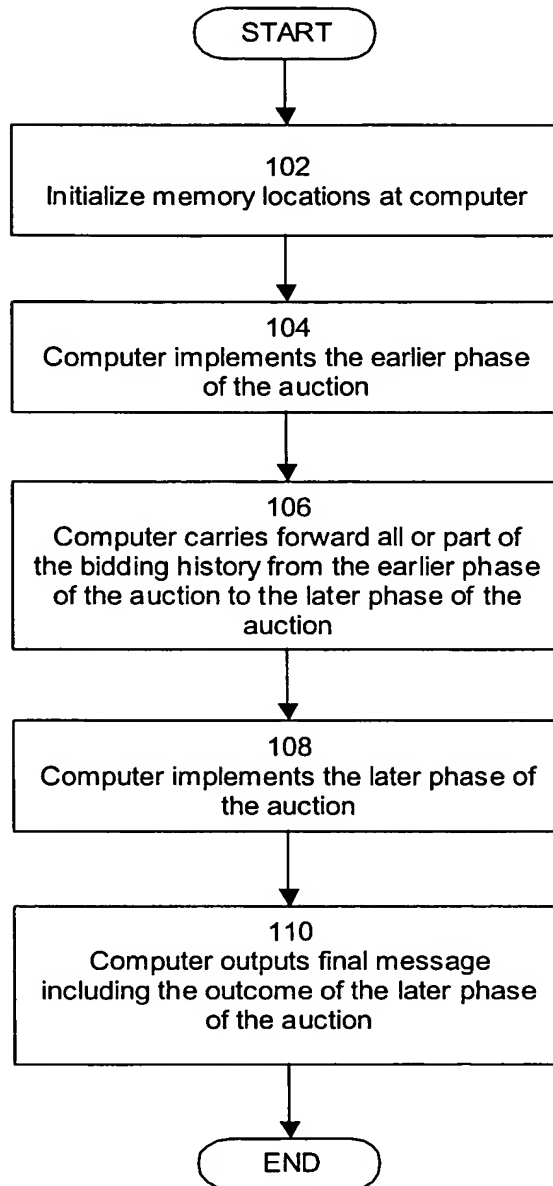 START
102
Initialize memory locations at computer
104
Computer implements the earlier phase
of the auction
106
Computer carries forward all or part of
the bidding history from the earlier phase
of the auction to the later phase of the
auction
108
Computer implements the later phase of
the auction
110
Computer outputs final message
including the outcome of the later phase
of the auction
END